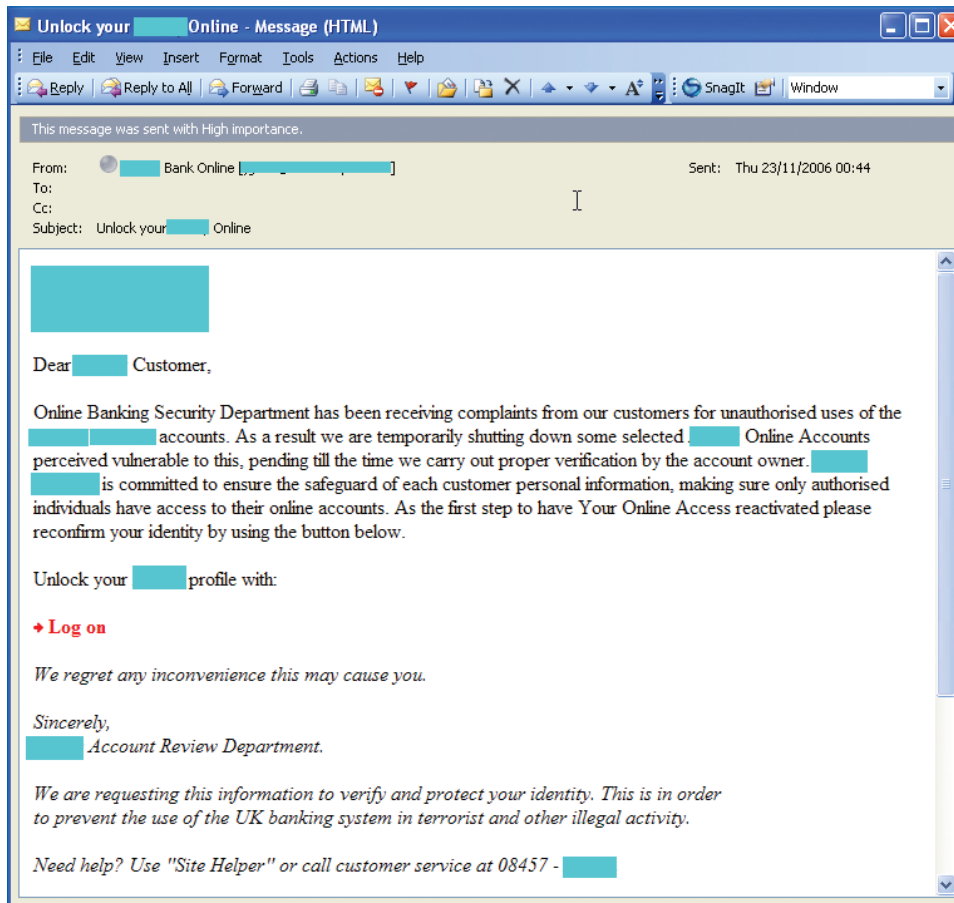 Unlock your Online - Message (HTML)
File Edit View Insert Format Tools Actions Help
Reply Reply to All Forward SnagIt Window
This message was sent with High importance.
From: Bank Online [ ] Sent: Thu 23/11/2006 00:44
To:
Cc:
Subject: Unlock your Online
Dear Customer,
Online Banking Security Department has been receiving complaints from our customers for unauthorised uses of the
accounts. As a result we are temporarily shutting down some selected Online Accounts
perceived vulnerable to this, pending till the time we carry out proper verification by the account owner.
is committed to ensure the safeguard of each customer personal information, making sure only authorised
individuals have access to their online accounts. As the first step to have Your Online Access reactivated please
reconfirm your identity by using the button below.
Unlock your profile with:
Log on
We regret any inconvenience this may cause you.
Sincerely,
Account Review Department.
We are requesting this information to verify and protect your identity. This is in order
to prevent the use of the UK banking system in terrorist and other illegal activity.
Need help? Use "Site Helper" or call customer service at 08457 -